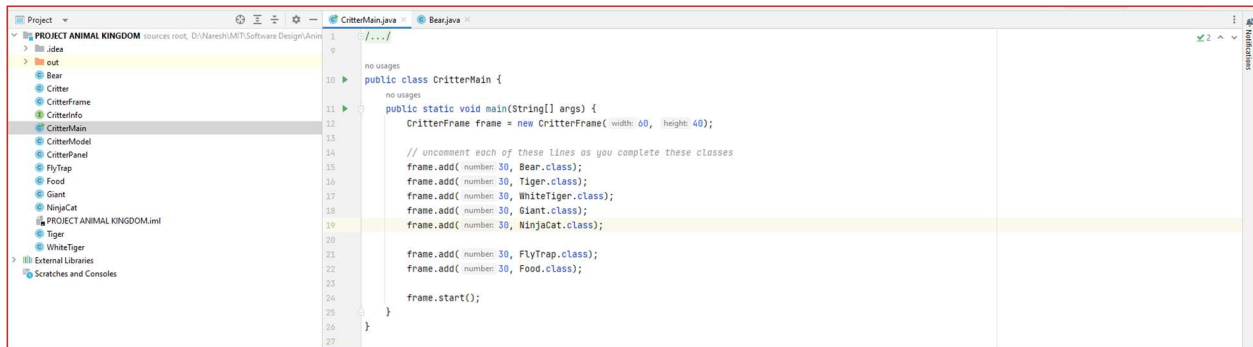 Project
PROJECT ANIMAL KINGDOM sources root, D:\Naresh\MIT\Software Design\Anim
.idea
out
Bear
Critter
CritterFrame
CritterInfo
CritterMain
CritterModel
CritterPanel
FlyTrap
Food
Giant
NinjaCat
PROJECT ANIMAL KINGDOM.iml
Tiger
WhiteTiger
External Libraries
Scratches and Consoles
CritterMain.java
Bear.java
1 /.../
9
no usages
10 public class CritterMain {
no usages
11 public static void main(String[] args) {
12 CritterFrame frame = new CritterFrame( width: 60, height: 40);
13
14 // uncomment each of these lines as you complete these classes
15 frame.add( number: 30, Bear.class);
16 frame.add( number: 30, Tiger.class);
17 frame.add( number: 30, WhiteTiger.class);
18 frame.add( number: 30, Giant.class);
19 frame.add( number: 30, NinjaCat.class);
20
21 frame.add( number: 30, FlyTrap.class);
22 frame.add( number: 30, Food.class);
23
24 frame.start();
25 }
26 }
27
2
Notifications